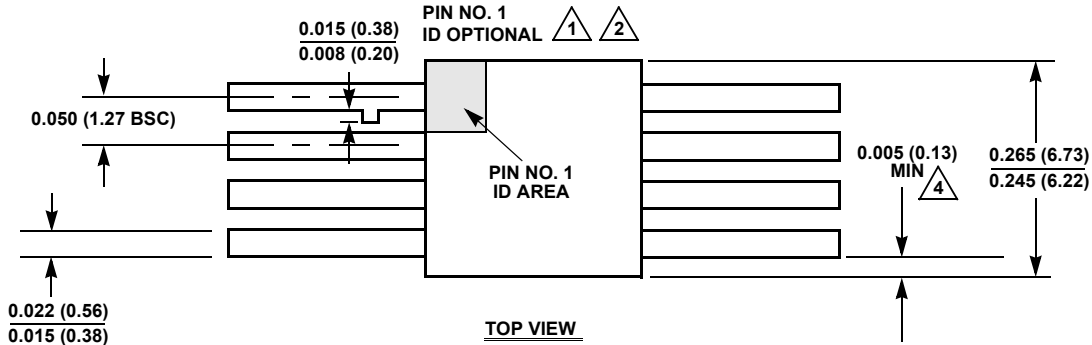 PIN NO. 1
ID OPTIONAL 1 2
0.015 (0.38)
0.008 (0.20)
0.050 (1.27 BSC)
PIN NO. 1
ID AREA
0.005 (0.13)
MIN 4
0.265 (6.73)
0.245 (6.22)
0.022 (0.56)
0.015 (0.38)
TOP VIEW